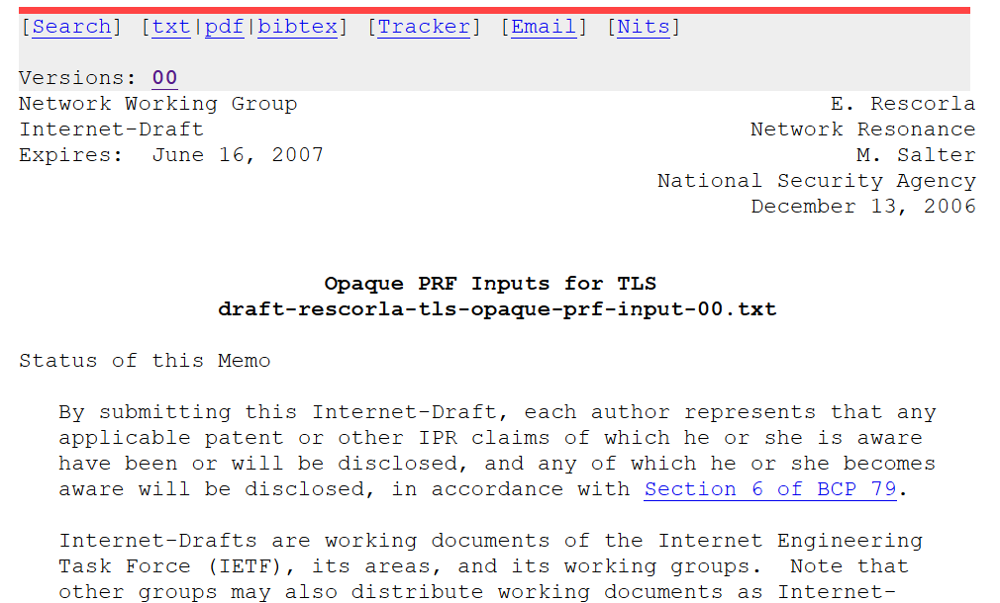 [Search] [txt|pdf|bibtex] [Tracker] [Email] [Nits]
Versions: 00
Network Working Group                                        E. Rescorla
Internet-Draft                                         Network Resonance
Expires:  June 16, 2007                                        M. Salter
National Security Agency
December 13, 2006
Opaque PRF Inputs for TLS
draft-rescorla-tls-opaque-prf-input-00.txt
Status of this Memo
By submitting this Internet-Draft, each author represents that any
applicable patent or other IPR claims of which he or she is aware
have been or will be disclosed, and any of which he or she becomes
aware will be disclosed, in accordance with Section 6 of BCP 79.
Internet-Drafts are working documents of the Internet Engineering
Task Force (IETF), its areas, and its working groups.  Note that
other groups may also distribute working documents as Internet-